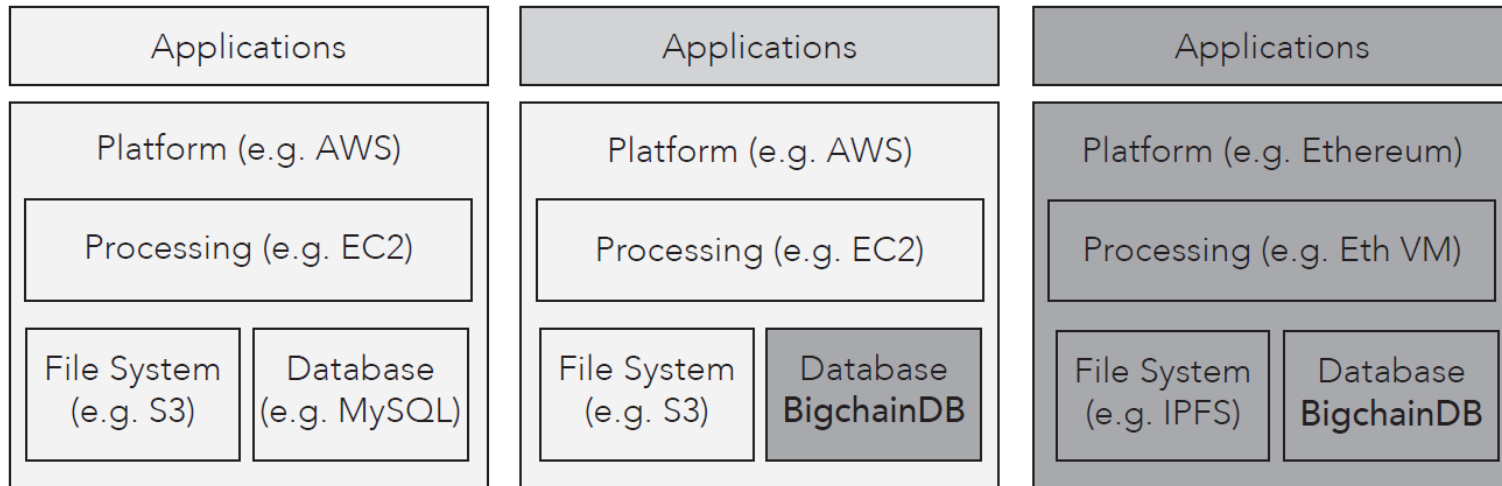 Applications
Platform (e.g. AWS)
Processing (e.g. EC2)
File System
(e.g. S3)
Database
(e.g. MySQL)
Applications
Platform (e.g. AWS)
Processing (e.g. EC2)
File System
(e.g. S3)
Database
BigchainDB
Applications
Platform (e.g. Ethereum)
Processing (e.g. Eth VM)
File System
(e.g. IPFS)
Database
BigchainDB